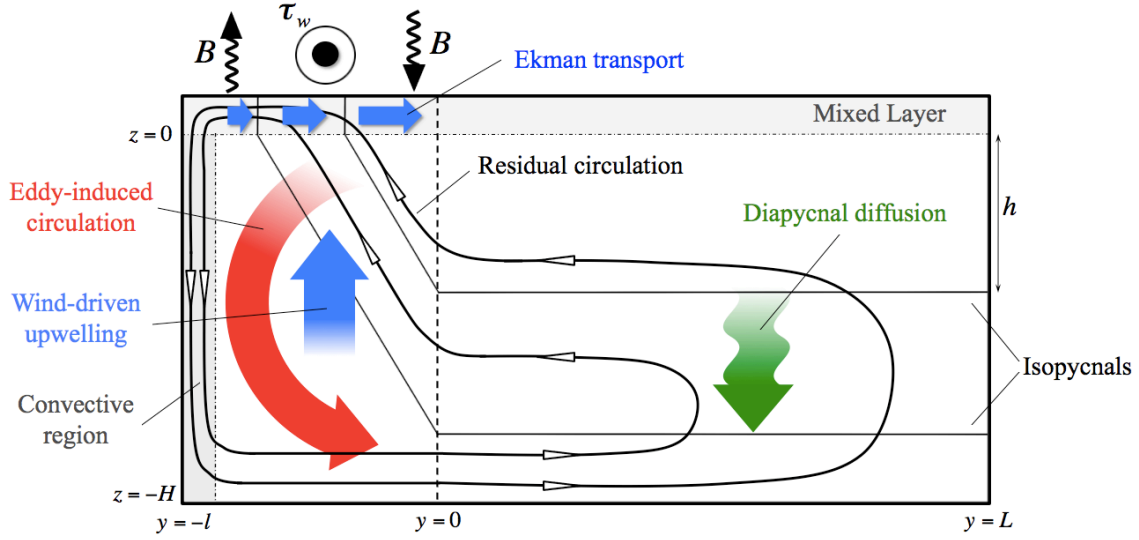 τw
B
B
Ekman transport
Mixed Layer
z=0
Residual circulation
Eddy-induced
circulation
Diapycnal diffusion
h
Wind-driven
upwelling
Isopycnals
Convective
region
z=-H
y=-l
y=0
y=L